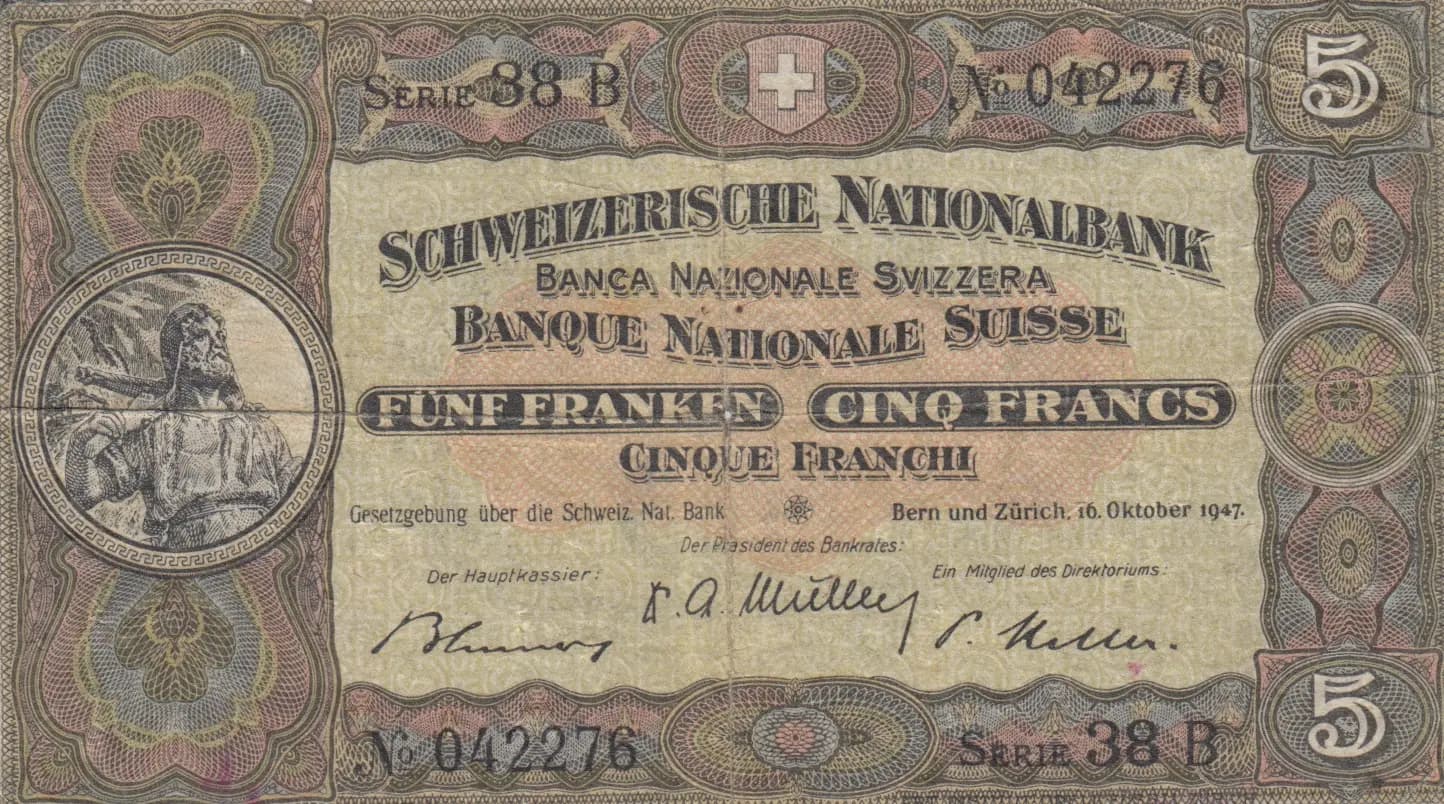 SERIE 38 B
No 042276
5
SCHWEIZERISCHE NATIONALBANK
BANCA NAZIONALE SVIZZERA
BANQUE NATIONALE SUISSE
FÜNF FRANKEN CINQ FRANCS
CINQUE FRANCHI
Gesetzgebung über die Schweiz. Nat. Bank
Bern und Zürich, 16. Oktober 1947.
Der Präsident des Bankrates:
Der Hauptkassier:
Ein Mitglied des Direktoriums:
A. Müller
No 042276
SERIE 38 B
5